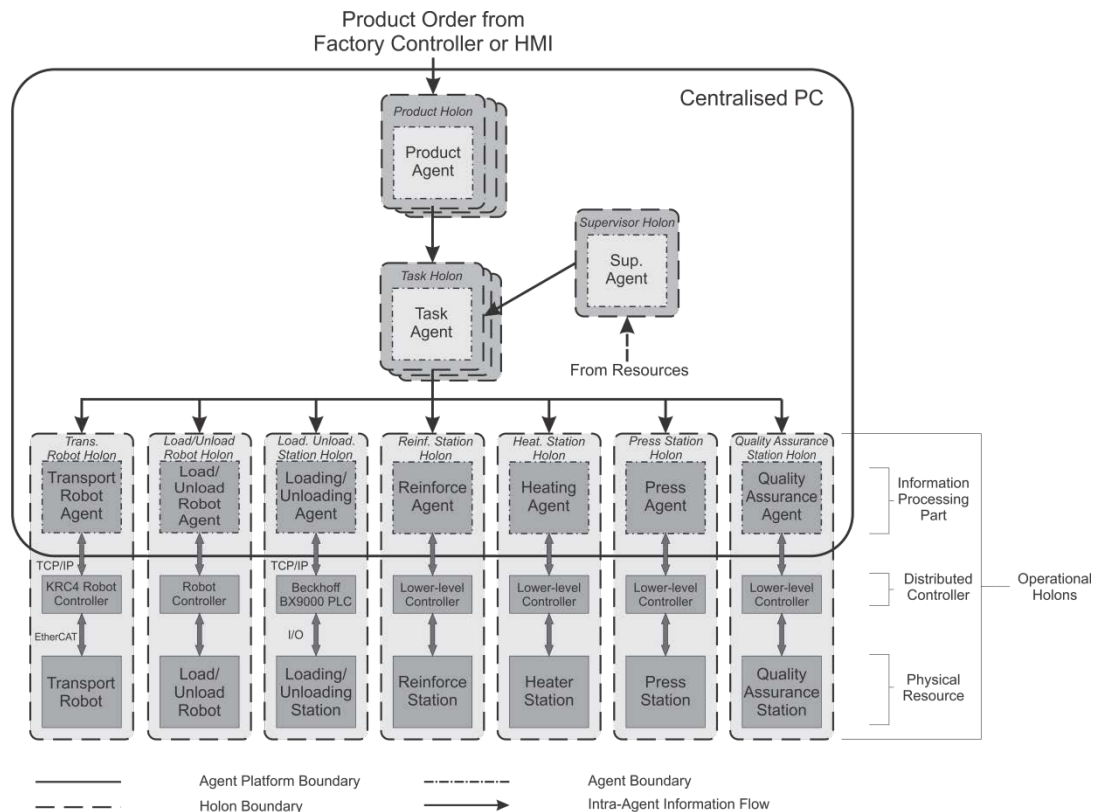 Product Order from
Factory Controller or HMI
Centralised PC
Product Holon
Product
Agent
Supervisor Holon
Sup.
Agent
Task Holon
Task
Agent
From Resources
Trans.
Robot Holon
Load/Unload
Robot Holon
Load. Unload.
Station Holon
Reinf. Station
Holon
Heat. Station
Holon
Press Station
Holon
Quality Assurance
Station Holon
Transport
Robot
Agent
Load/
Unload
Robot
Agent
Loading/
Unloading
Agent
Reinforce
Agent
Heating
Agent
Press
Agent
Quality
Assurance
Agent
Information
Processing
Part
TCP/IP
TCP/IP
KRC4 Robot
Controller
Robot
Controller
Beckhoff
BX9000 PLC
Lower-level
Controller
Lower-level
Controller
Lower-level
Controller
Lower-level
Controller
Distributed
Controller
Operational
Holons
EtherCAT
I/O
Transport
Robot
Load/
Unload
Robot
Loading/
Unloading
Station
Reinforce
Station
Heater
Station
Press
Station
Quality
Assurance
Station
Physical
Resource
Agent Platform Boundary
Agent Boundary
Holon Boundary
Intra-Agent Information Flow